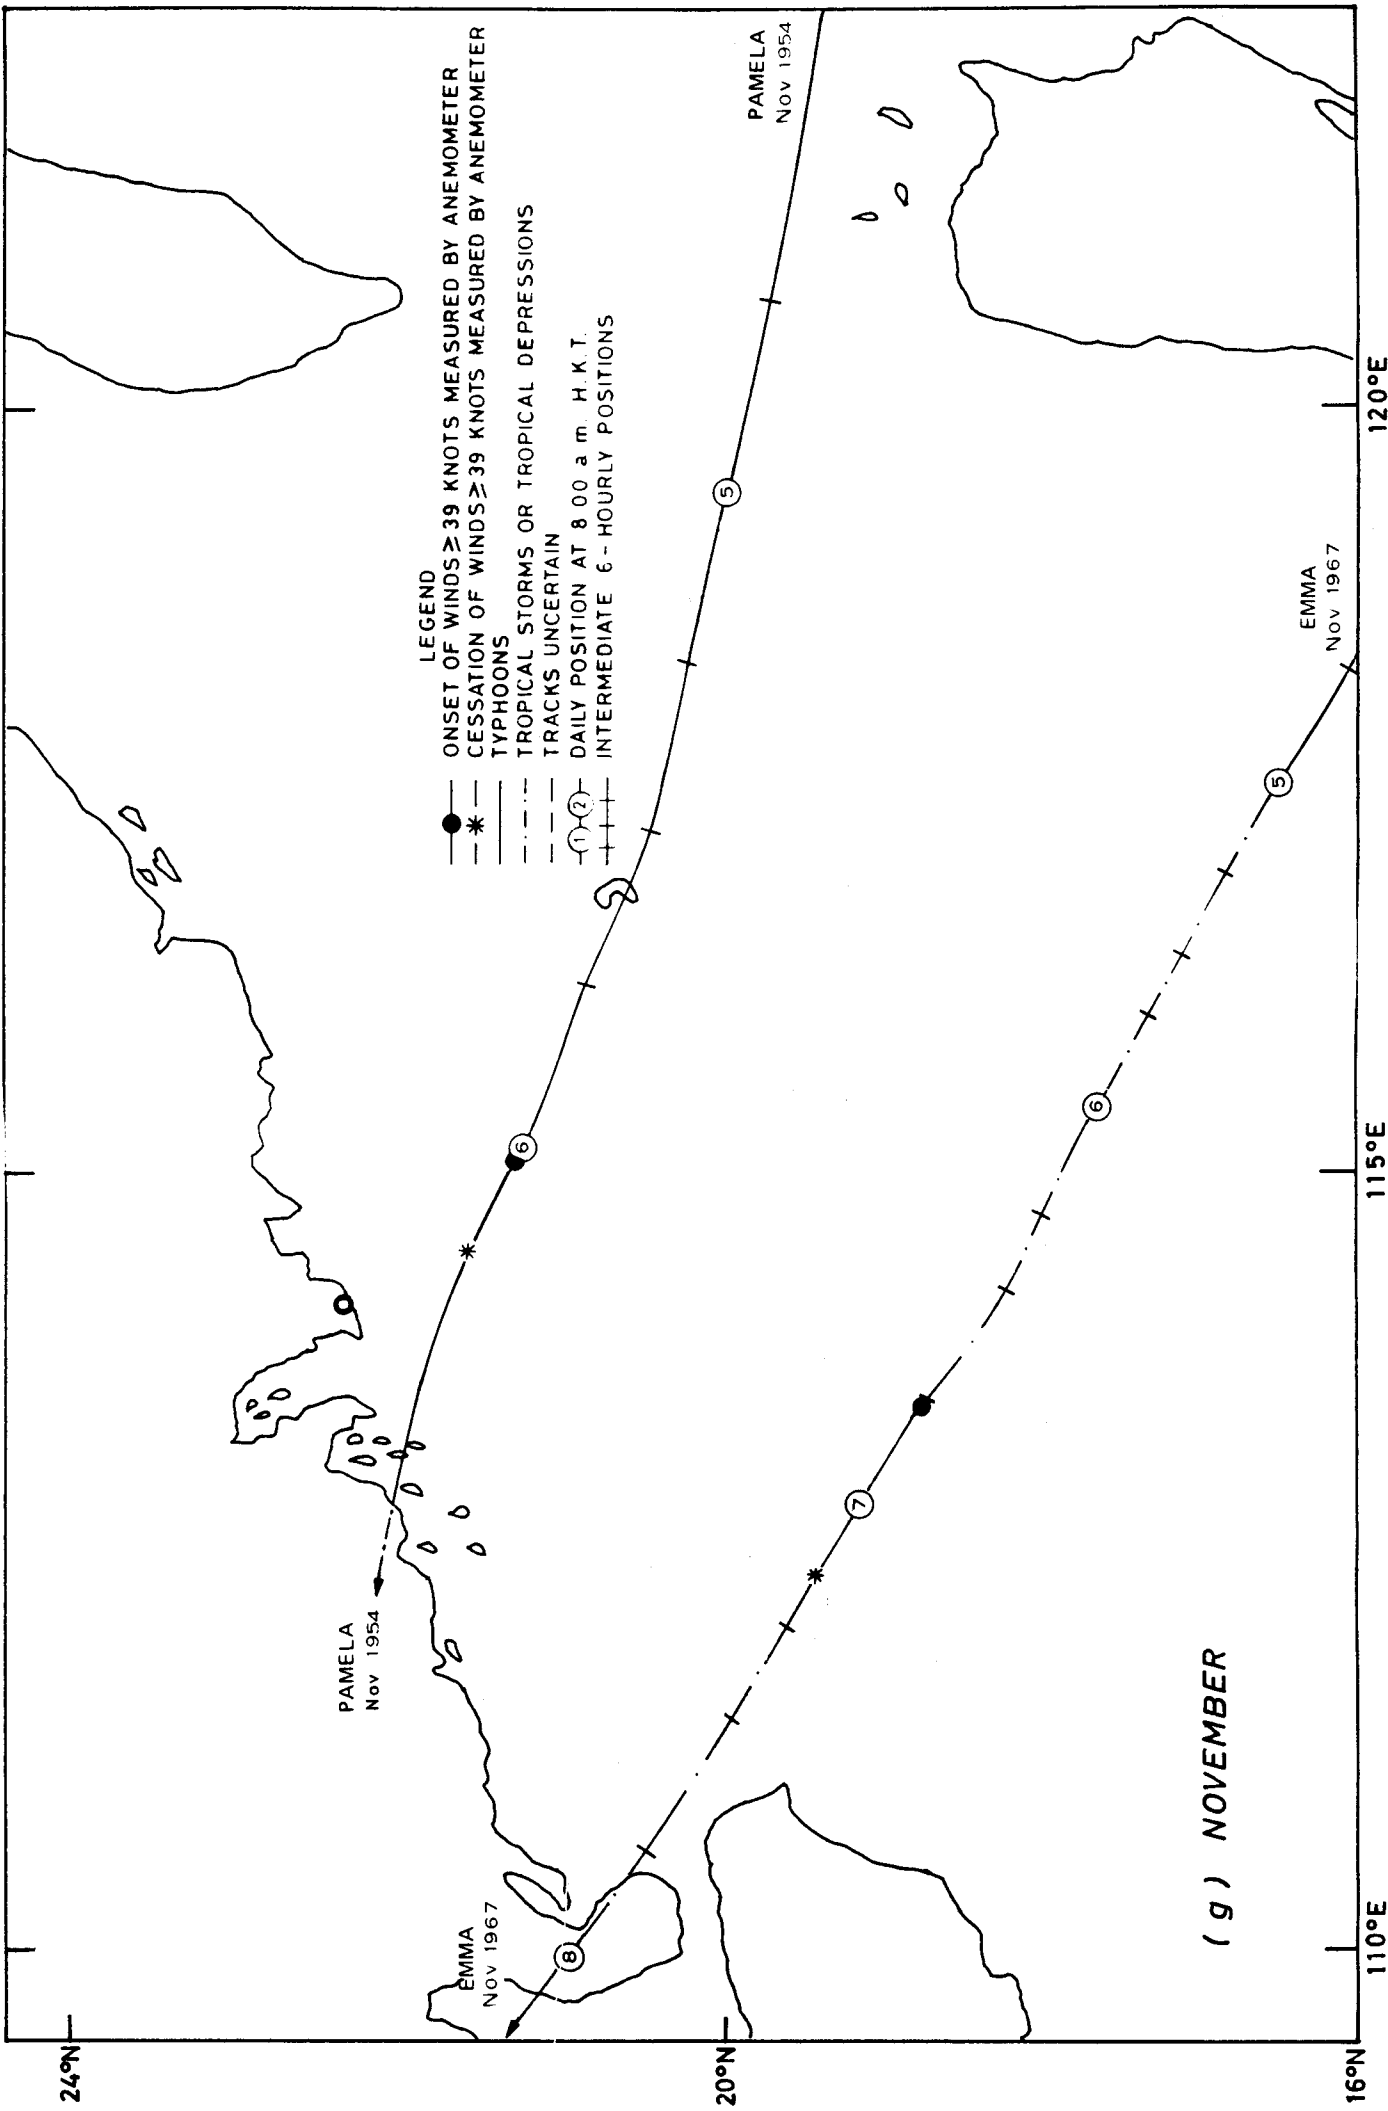 24°N
20°N
16°N
110°E
115°E
120°E
PAMELA
Nov 1954
PAMELA
Nov 1954
EMMA
Nov 1967
EMMA
Nov 1967
5
6
5
6
7
8
LEGEND
ONSET OF WINDS ≥ 39 KNOTS MEASURED BY ANEMOMETER
CESSATION OF WINDS ≥ 39 KNOTS MEASURED BY ANEMOMETER
TYPHOONS
TROPICAL STORMS OR TROPICAL DEPRESSIONS
TRACKS UNCERTAIN
1 2 DAILY POSITION AT 8 00 a m. H.K.T.
INTERMEDIATE 6 - HOURLY POSITIONS
(g) NOVEMBER